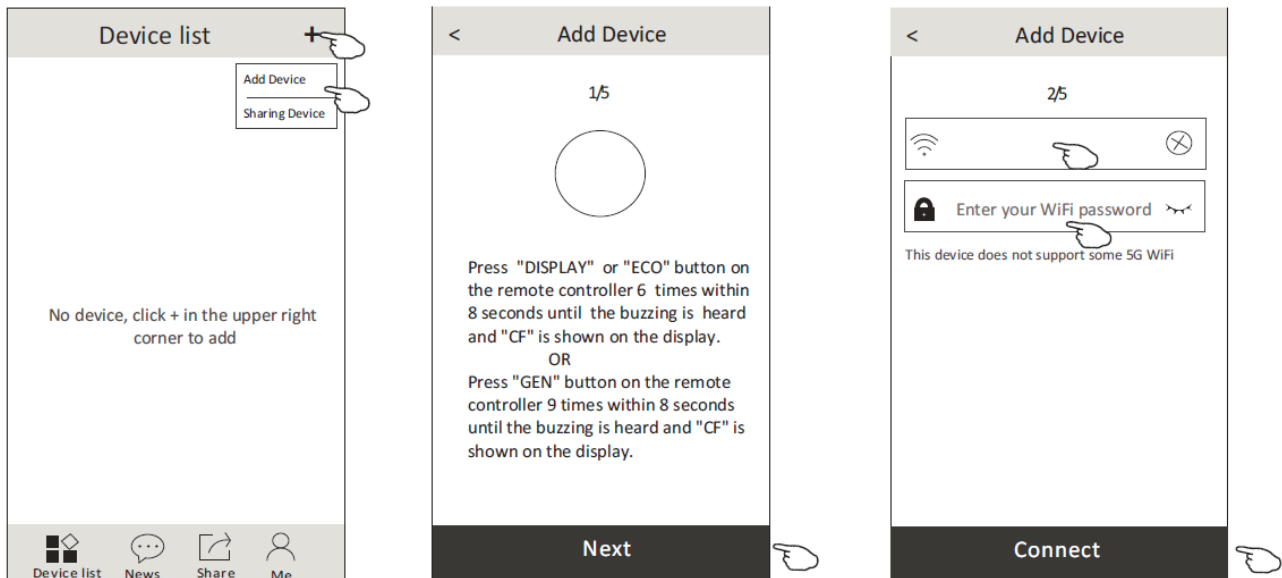 Device list +
Add Device
Sharing Device
No device, click + in the upper right
corner to add
Device list News Share Me
< Add Device
1/5
Press "DISPLAY" or "ECO" button on
the remote controller 6 times within
8 seconds until the buzzing is heard
and "CF" is shown on the display.
OR
Press "GEN" button on the remote
controller 9 times within 8 seconds
until the buzzing is heard and "CF" is
shown on the display.
Next
< Add Device
2/5
Enter your WiFi password
This device does not support some 5G WiFi
Connect